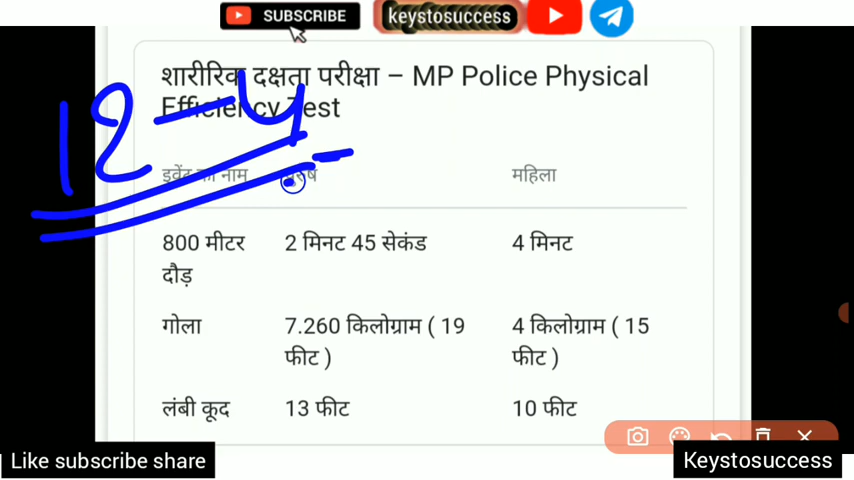 SUBSCRIBE
keystosuccess
शारीरिक दक्षता परीक्षा – MP Police Physical
Efficiency Test
12 – y
इवेंट का नाम पुरुष महिला
800 मीटर 2 मिनट 45 सेकंड 4 मिनट
दौड़
गोला 7.260 किलोग्राम ( 19 4 किलोग्राम ( 15
फीट ) फीट )
लंबी कूद 13 फीट 10 फीट
Like subscribe share
Keystosuccess